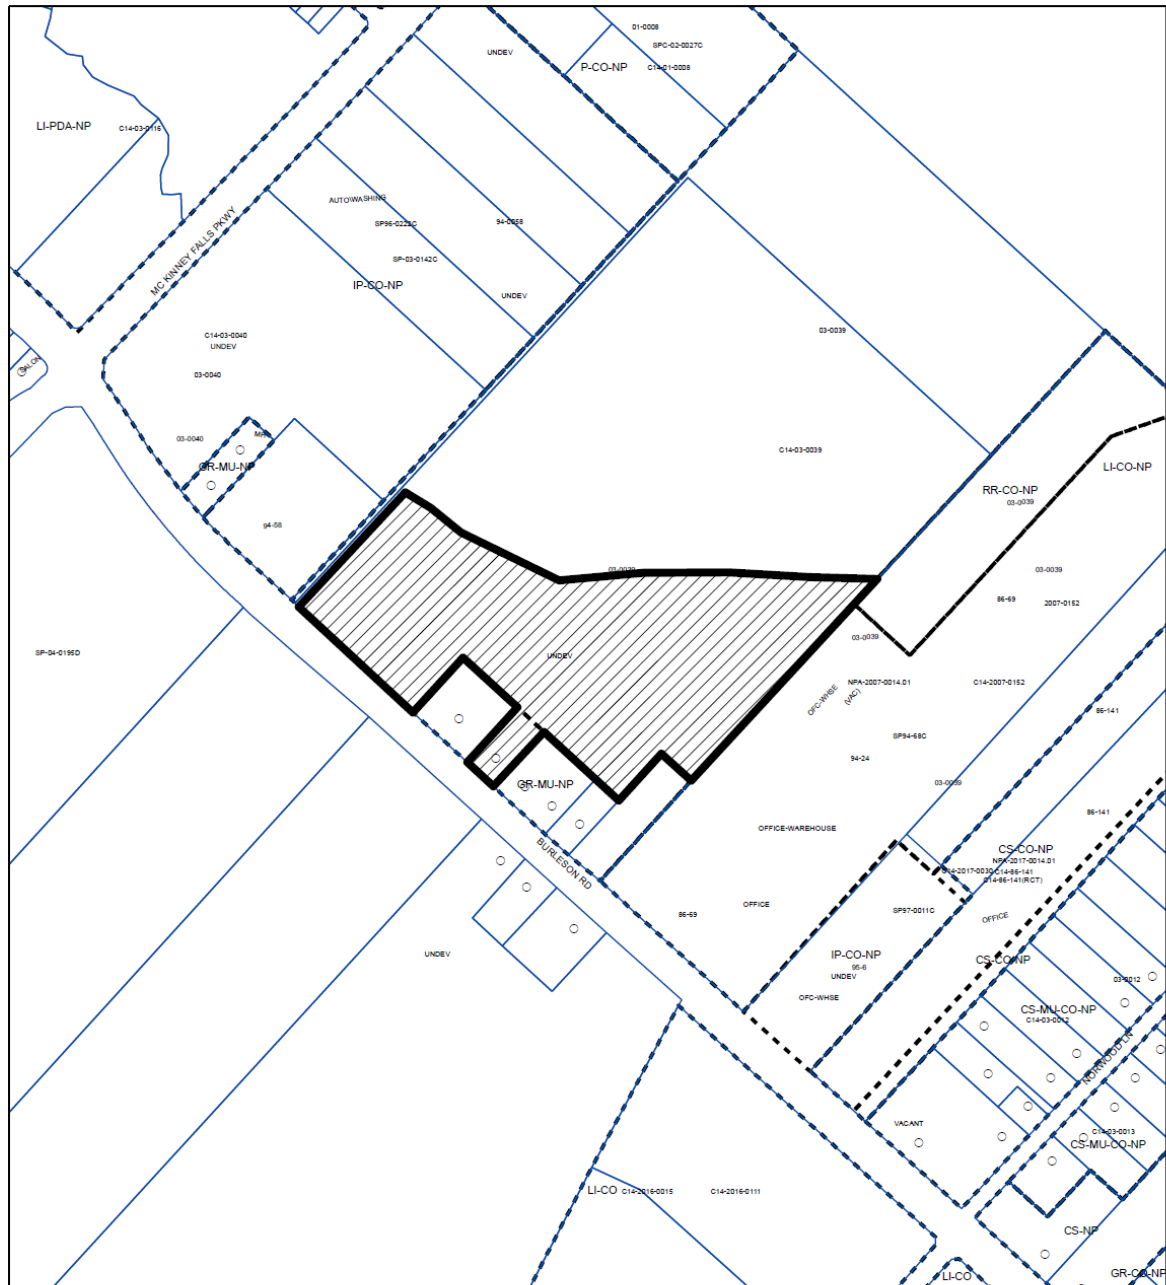 01-0008
SPC-02-0027C
UNDEV
P-CO-NP
C14-01-0008
LI-PDA-NP
C14-03-0116
AUTOWASHING
SP96-0222C
94-0058
MC KINNEY FALLS PKWY
SP-03-0142C
IP-CO-NP
UNDEV
C14-03-0040
UNDEV
03-0039
SALON
03-0040
03-0040
GR-MU-NP
C14-03-0039
LI-CO-NP
RR-CO-NP
03-0039
94-58
03-0039
03-0039
86-69
2007-0152
03-0039
SP-04-0195D
UNDEV
NPA-2007-0014.01
C14-2007-0152
OFC-WHSE
(VAC)
86-141
SP94-68C
94-24
03-0039
GR-MU-NP
86-141
OFFICE-WAREHOUSE
BURLESON RD
CS-CO-NP
NPA-2017-0014.01
C14-2017-0030
C14-86-141
C14-86-141(RCT)
OFFICE
SP97-0011C
86-69
OFFICE
UNDEV
IP-CO-NP
95-6
UNDEV
CS-CO-NP
03-0012
OFC-WHSE
CS-MU-CO-NP
C14-03-0012
NORWOOD LN
VACANT
C14-03-0013
CS-MU-CO-NP
LI-CO
C14-2016-0015
C14-2016-0111
CS-NP
LI-CO
GR-CO-NP